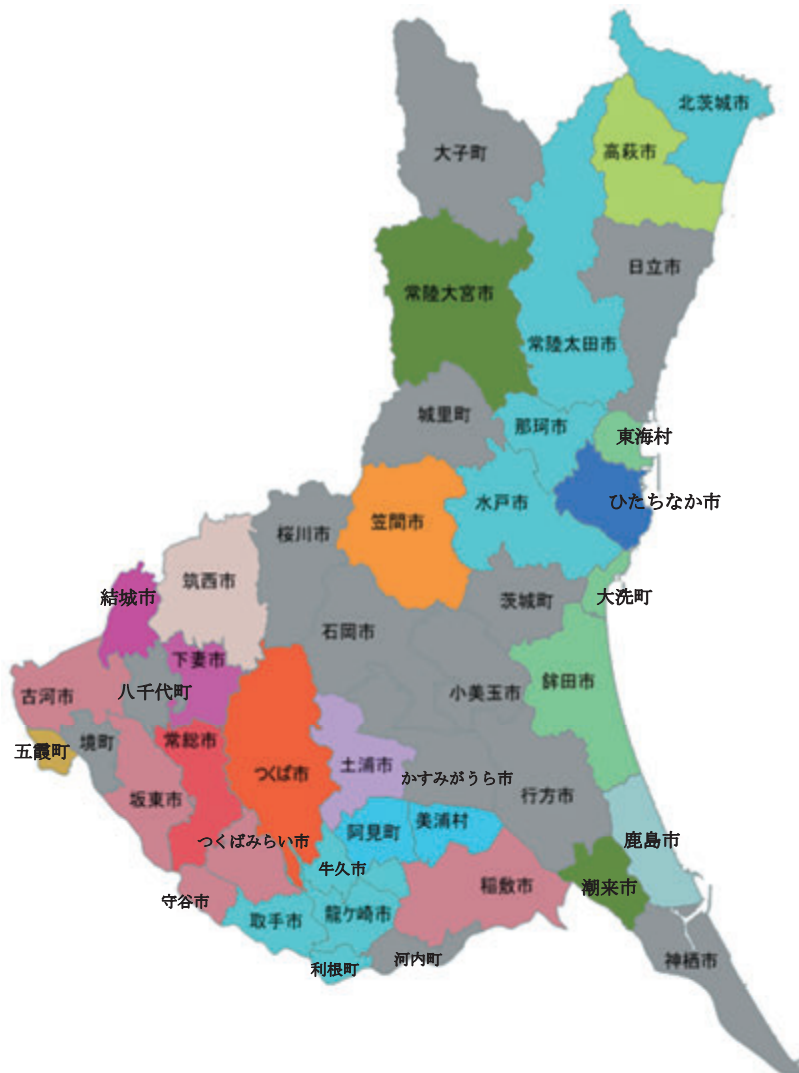 北茨城市
高萩市
大子町
日立市
常陸大宮市
常陸太田市
城里町
那珂市
東海村
ひたちなか市
水戸市
笠間市
桜川市
筑西市
結城市
茨城町
大洗町
石岡市
下妻市
鉾田市
八千代町
古河市
小美玉市
常総市
境町
五霞町
つくば市
土浦市
かすみがうら市
行方市
坂東市
美浦村
阿見町
つくばみらい市
鹿島市
牛久市
稲敷市
潮来市
守谷市
龍ケ崎市
取手市
河内町
神栖市
利根町